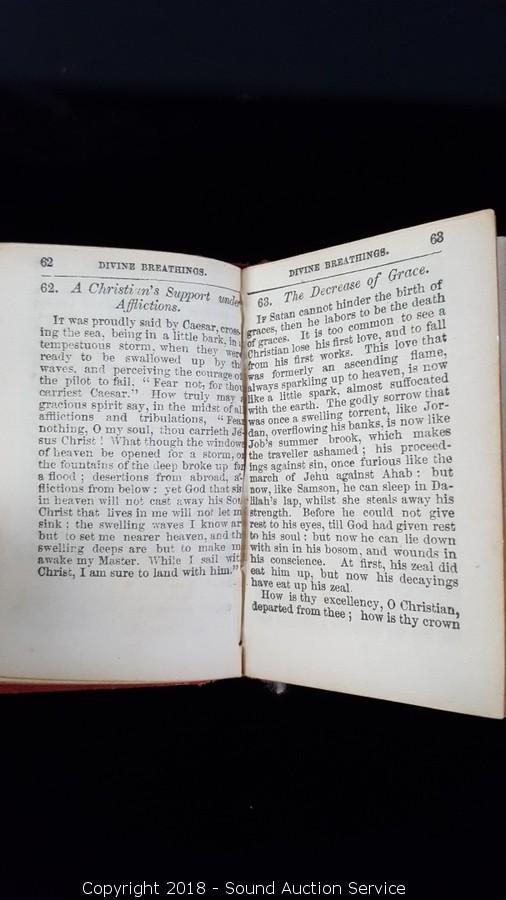 62
DIVINE BREATHINGS.
62. A Christian's Support under
Afflictions.
It was proudly said by Caesar, cross-
ing the sea, being in a little bark, in
tempestuous storm, when they were
ready to be swallowed up by the
waves, and perceiving the courage of
the pilot to fail, "Fear not, for thou
carriest Caesar." How truly may a
gracious spirit say, in the midst of all
afflictions and tribulations, "Fear
nothing, O my soul, thou carrieth Je-
sus Christ! What though the windows
of heaven be opened for a storm, or
the fountains of the deep broke up for
a flood; desertions from abroad, af-
flictions from below; yet God that sits
in heaven will not cast away his Son
Christ that lives in me will not let me
sink; the swelling waves I know are
but to set me nearer heaven, and the
swelling deeps are but to make me
awake my Master. While I sail with
Christ, I am sure to land with him."
DIVINE BREATHINGS.
63
63. The Decrease of Grace.
If Satan cannot hinder the birth of
graces, then he labors to be the death
of graces. It is too common to see a
Christian lose his first love, and to fall
from his first works. This love that
was formerly an ascending flame,
always sparkling up to heaven, is now
like a little spark, almost suffocated
with the earth. The godly sorrow that
was once a swelling torrent, like Jor-
dan, overflowing his banks, is now like
Job's summer brook, which makes
the traveller ashamed; his proceed-
ings against sin, once furious like the
march of Jehu against Ahab: but
now, like Samson, he can sleep in De-
lilah's lap, whilst she steals away his
strength. Before he could not give
rest to his eyes, till God had given rest
to his soul: but now he can lie down
with sin in his bosom, and wounds in
his conscience. At first, his zeal did
eat him up, but now his decayings
have eat up his zeal.
How is thy excellency, O Christian,
departed from thee; how is thy crown
Copyright 2018 - Sound Auction Service